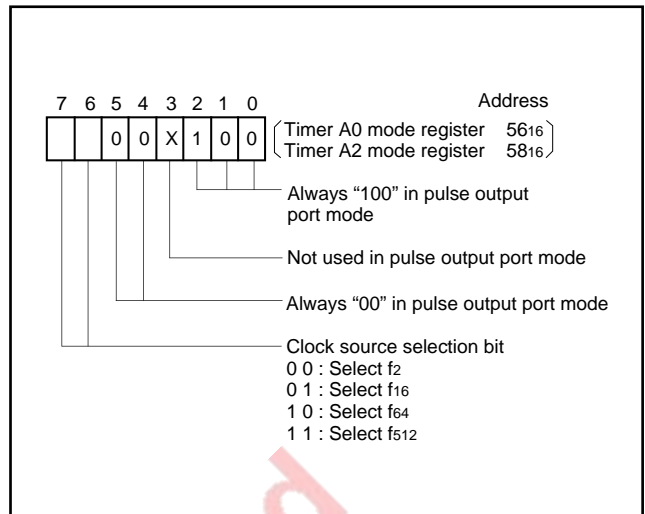 7 6 5 4 3 2 1 0 Address
0 0 X 1 0 0 Timer A0 mode register 5616
Timer A2 mode register 5816
Always “100” in pulse output
port mode
Not used in pulse output port mode
Always “00” in pulse output port mode
Clock source selection bit
0 0 : Select f2
0 1 : Select f16
1 0 : Select f64
1 1 : Select f512